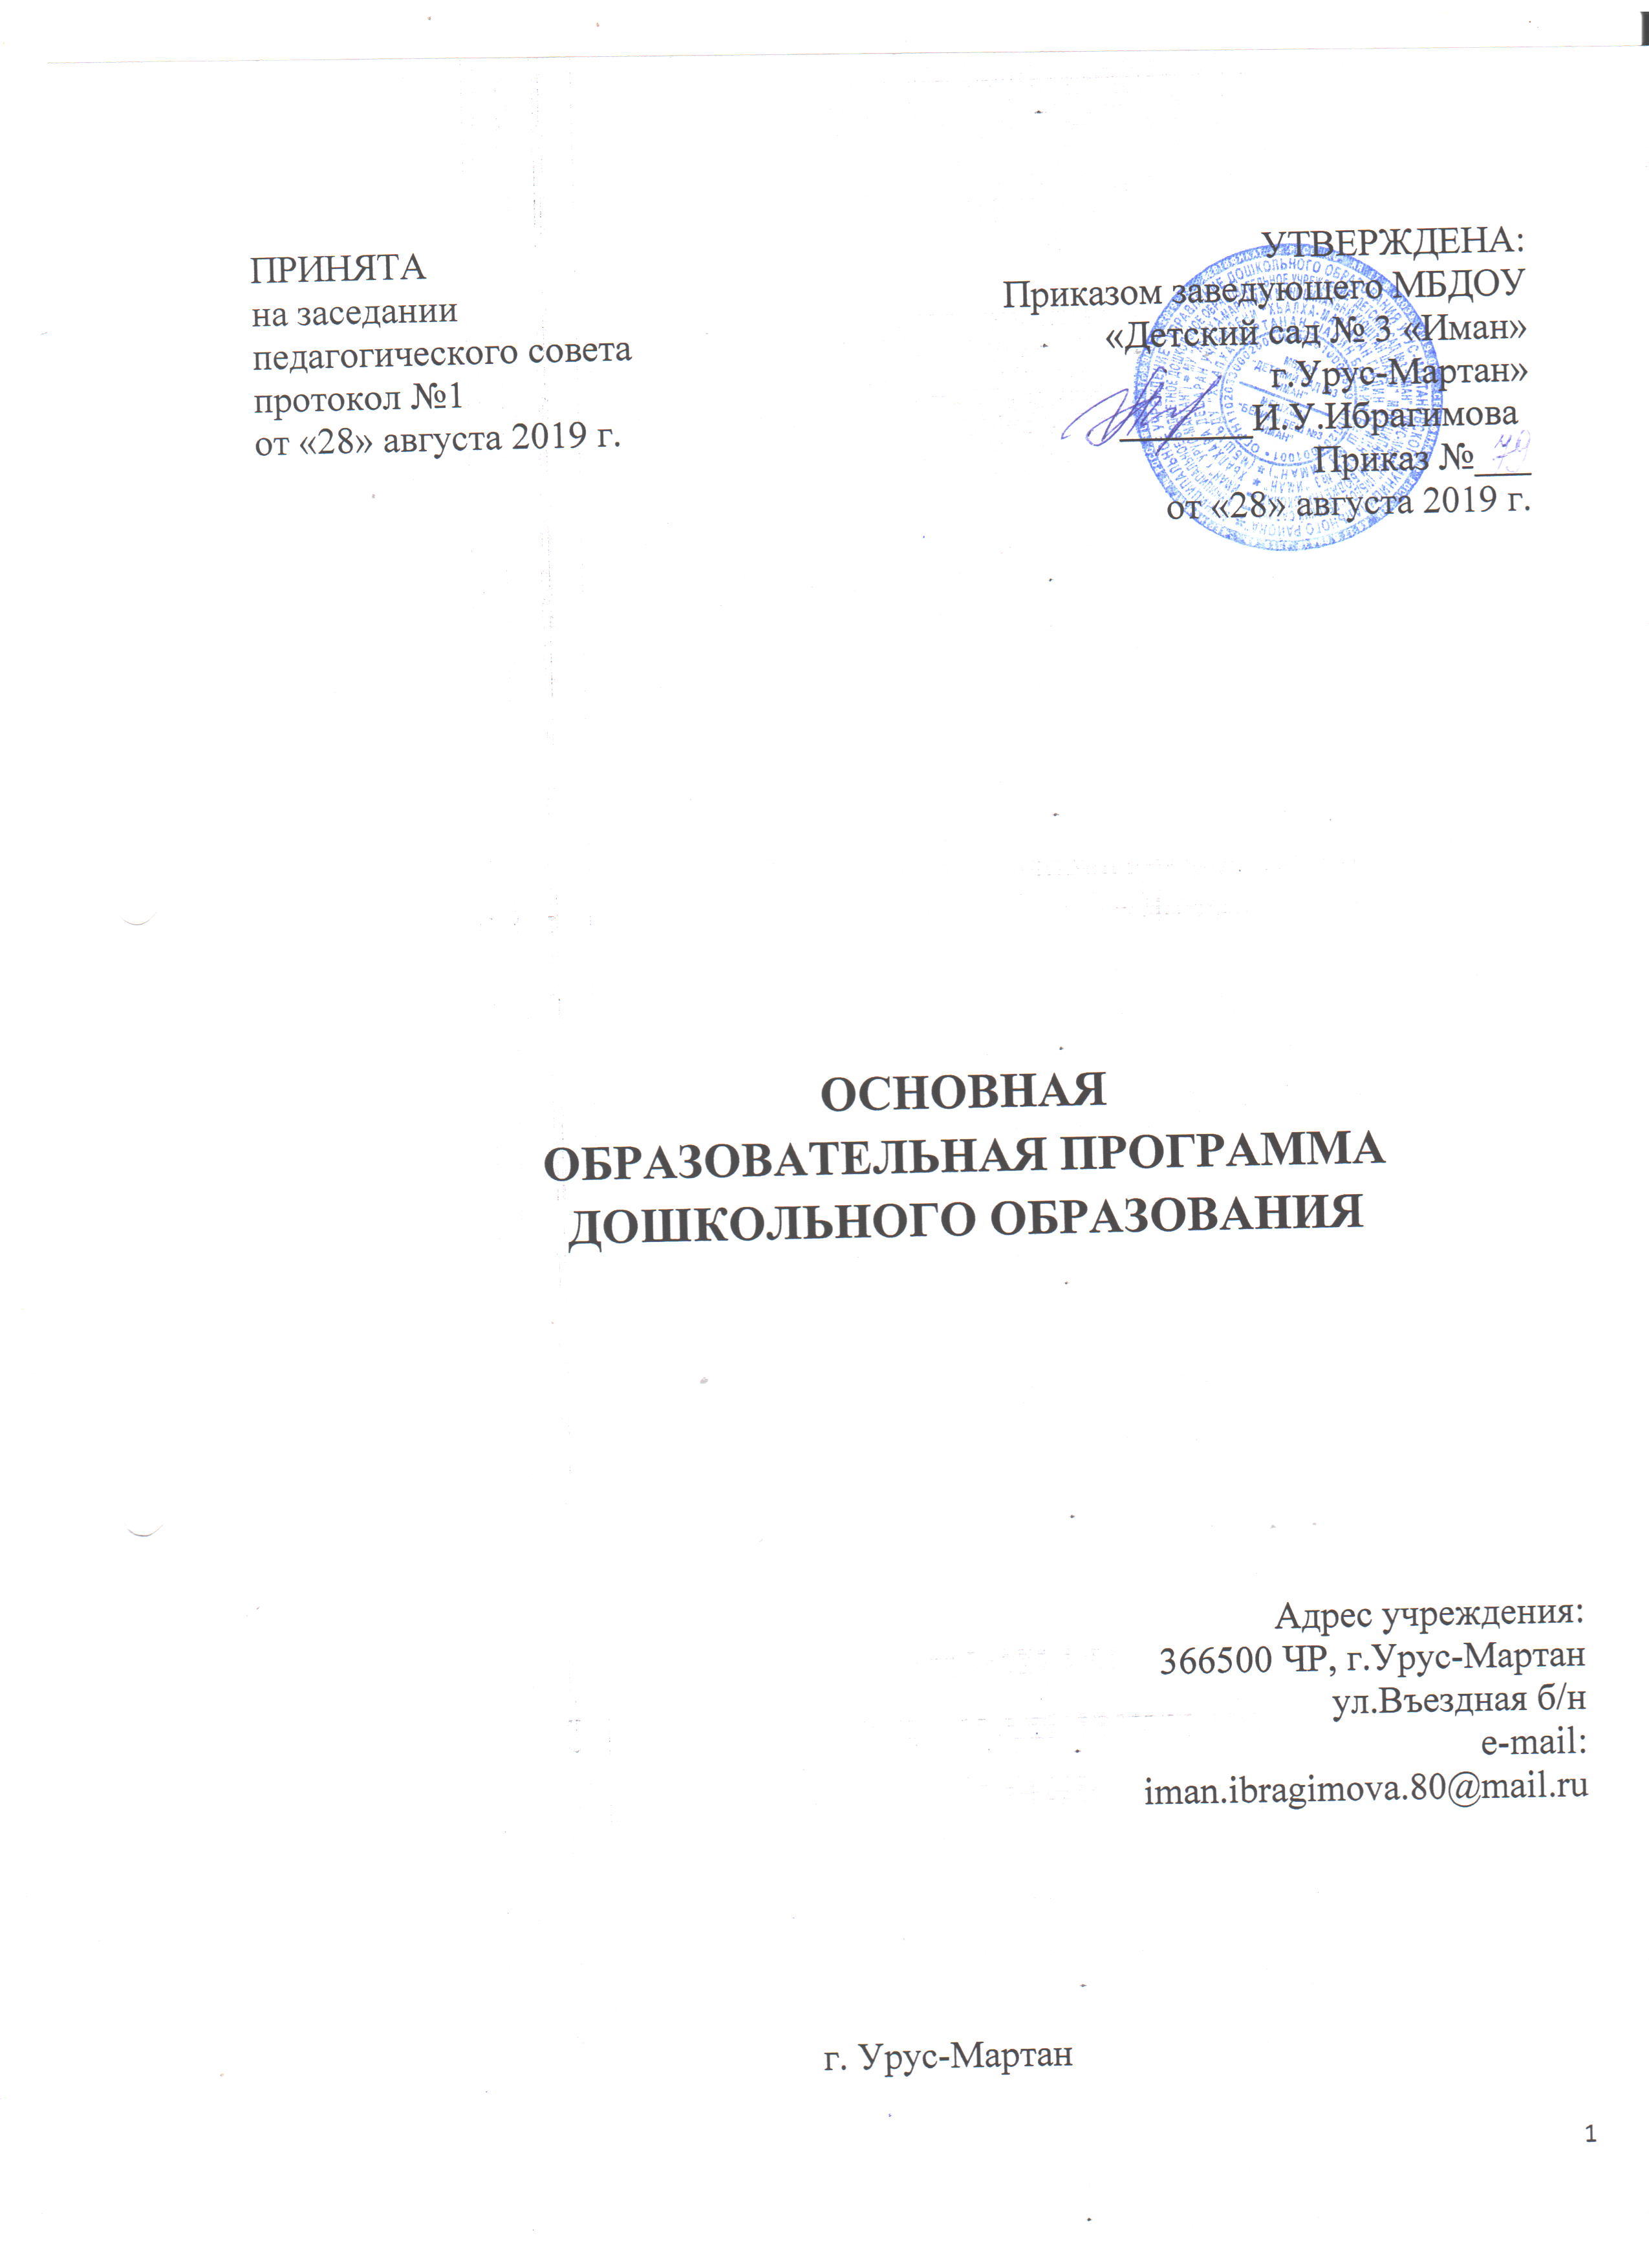 ПРИНЯТА
на заседании
педагогического совета
протокол №1
от «28» августа 2019 г.
УТВЕРЖДЕНА:
Приказом заведующего МБДОУ
«Детский сад № 3 «Иман»
г.Урус-Мартан»
_______И.У.Ибрагимова
Приказ №___
от «28» августа 2019 г.
ОСНОВНАЯ
ОБРАЗОВАТЕЛЬНАЯ ПРОГРАММА
ДОШКОЛЬНОГО ОБРАЗОВАНИЯ
Адрес учреждения:
366500 ЧР, г.Урус-Мартан
ул.Въездная б/н
e-mail:
iman.ibragimova.80@mail.ru
г. Урус-Мартан
1